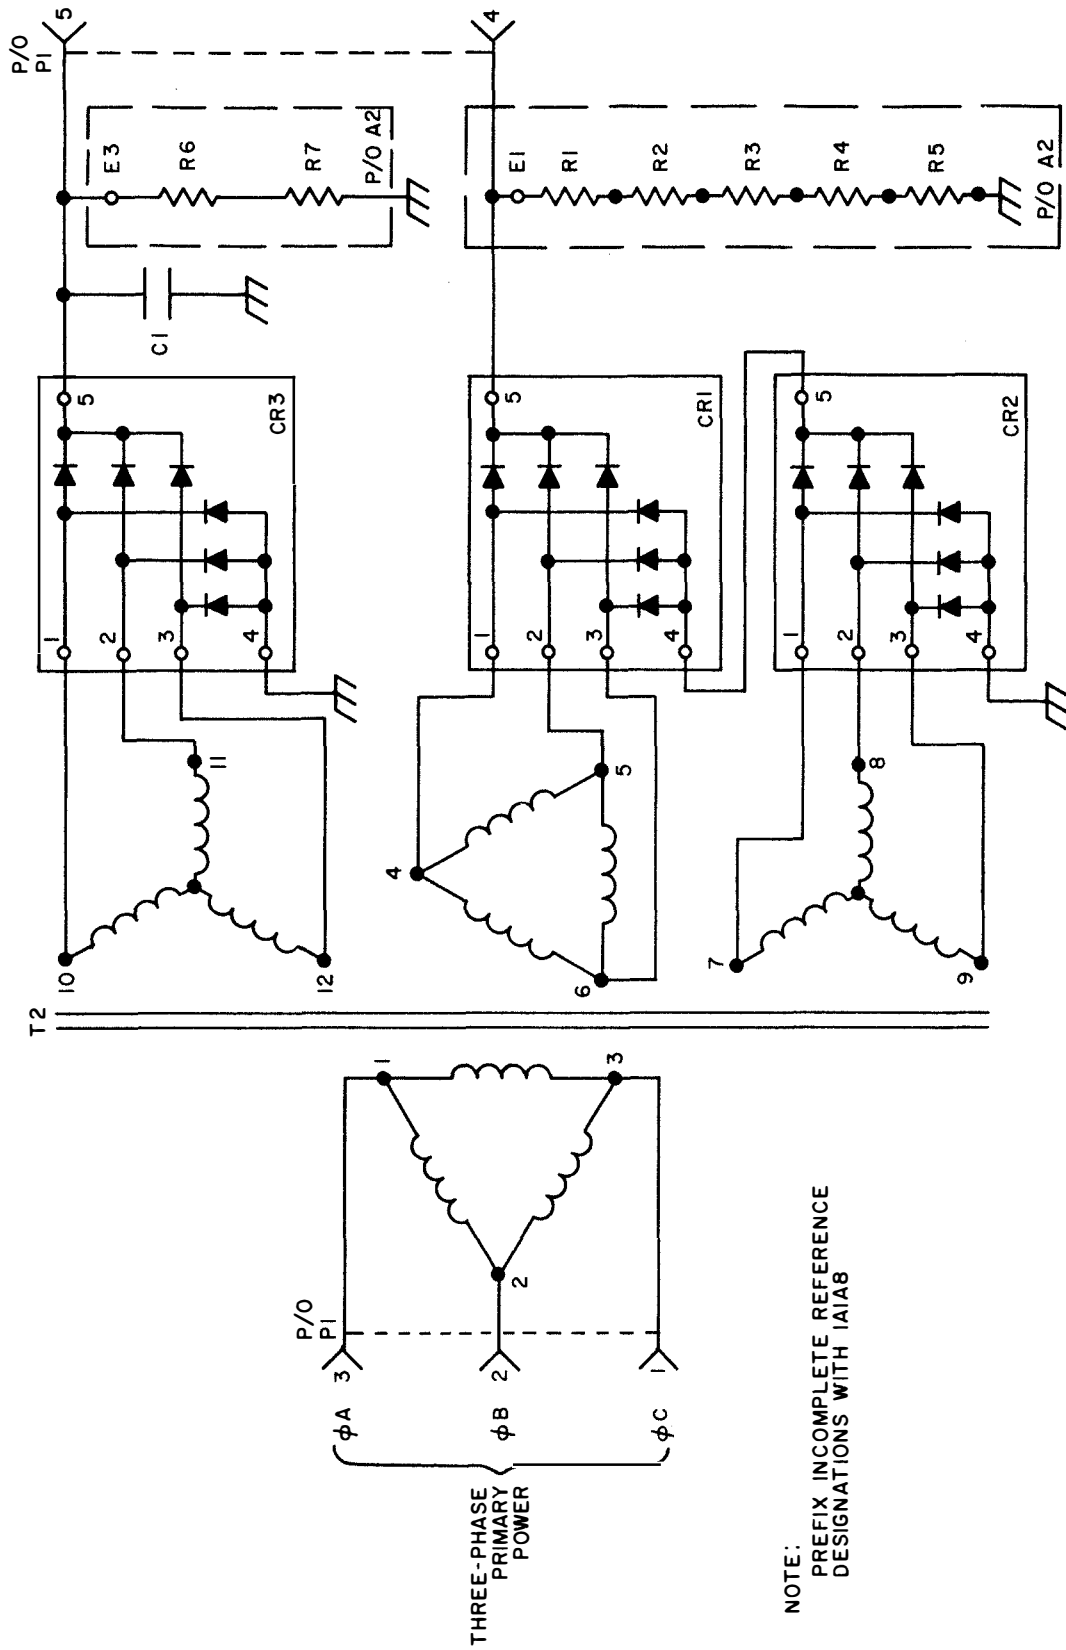 T2
P/O
P1
5
10
11
12
1
2
3
4
5
CR3
C1
E3
R6
R7
P/O A2
4
5
6
1
2
3
4
5
CR1
4
E1
R1
R2
R3
R4
R5
P/O A2
7
8
9
1
2
3
4
5
CR2
THREE-PHASE
PRIMARY
POWER
φA
φB
φC
P/O
P1
3
2
1
1
2
3
NOTE:
PREFIX INCOMPLETE REFERENCE
DESIGNATIONS WITH 1A1A8